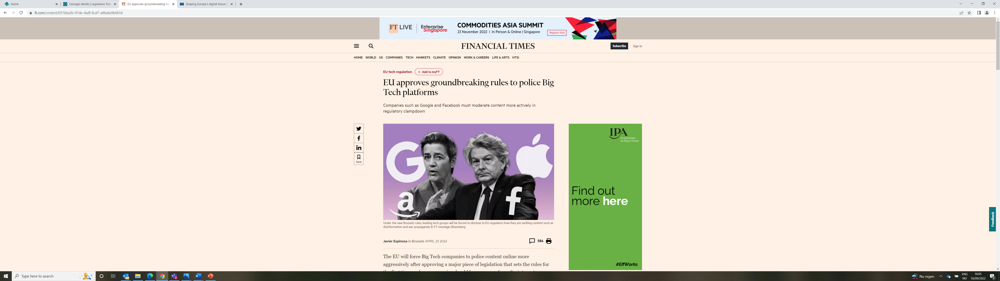 Home
Carriage details | Legislative Train
EU approves groundbreaking rul
Shaping Europe's digital future |
ft.com/content/031bba2b-87de-4adf-8cd7-a86a6e9b0b54
FT LIVE
Enterprise
Singapore
COMMODITIES ASIA SUMMIT
23 November 2022 | In Person & Online | Singapore
Register Now
FINANCIAL TIMES
Subscribe
Sign In
HOME WORLD US COMPANIES TECH MARKETS CLIMATE OPINION WORK & CAREERS LIFE & ARTS HTSI
EU tech regulation
+ Add to myFT
EU approves groundbreaking rules to police Big
Tech platforms
Companies such as Google and Facebook must moderate content more actively in
regulatory clampdown
Save
IPA
Incorporated
by Royal Charter
Find out
more here
#EffWorks
Under the new Brussels rules, leading tech groups will be forced to disclose to EU regulators how they are tackling content such as
disinformation and war propaganda © FT montage; Bloomberg
Javier Espinoza in Brussels APRIL 23 2022
584
The EU will force Big Tech companies to police content online more
aggressively after approving a major piece of legislation that sets the rules for
Feedback
Type here to search
Nu regen
ENG
NO
16:05
16/09/2022